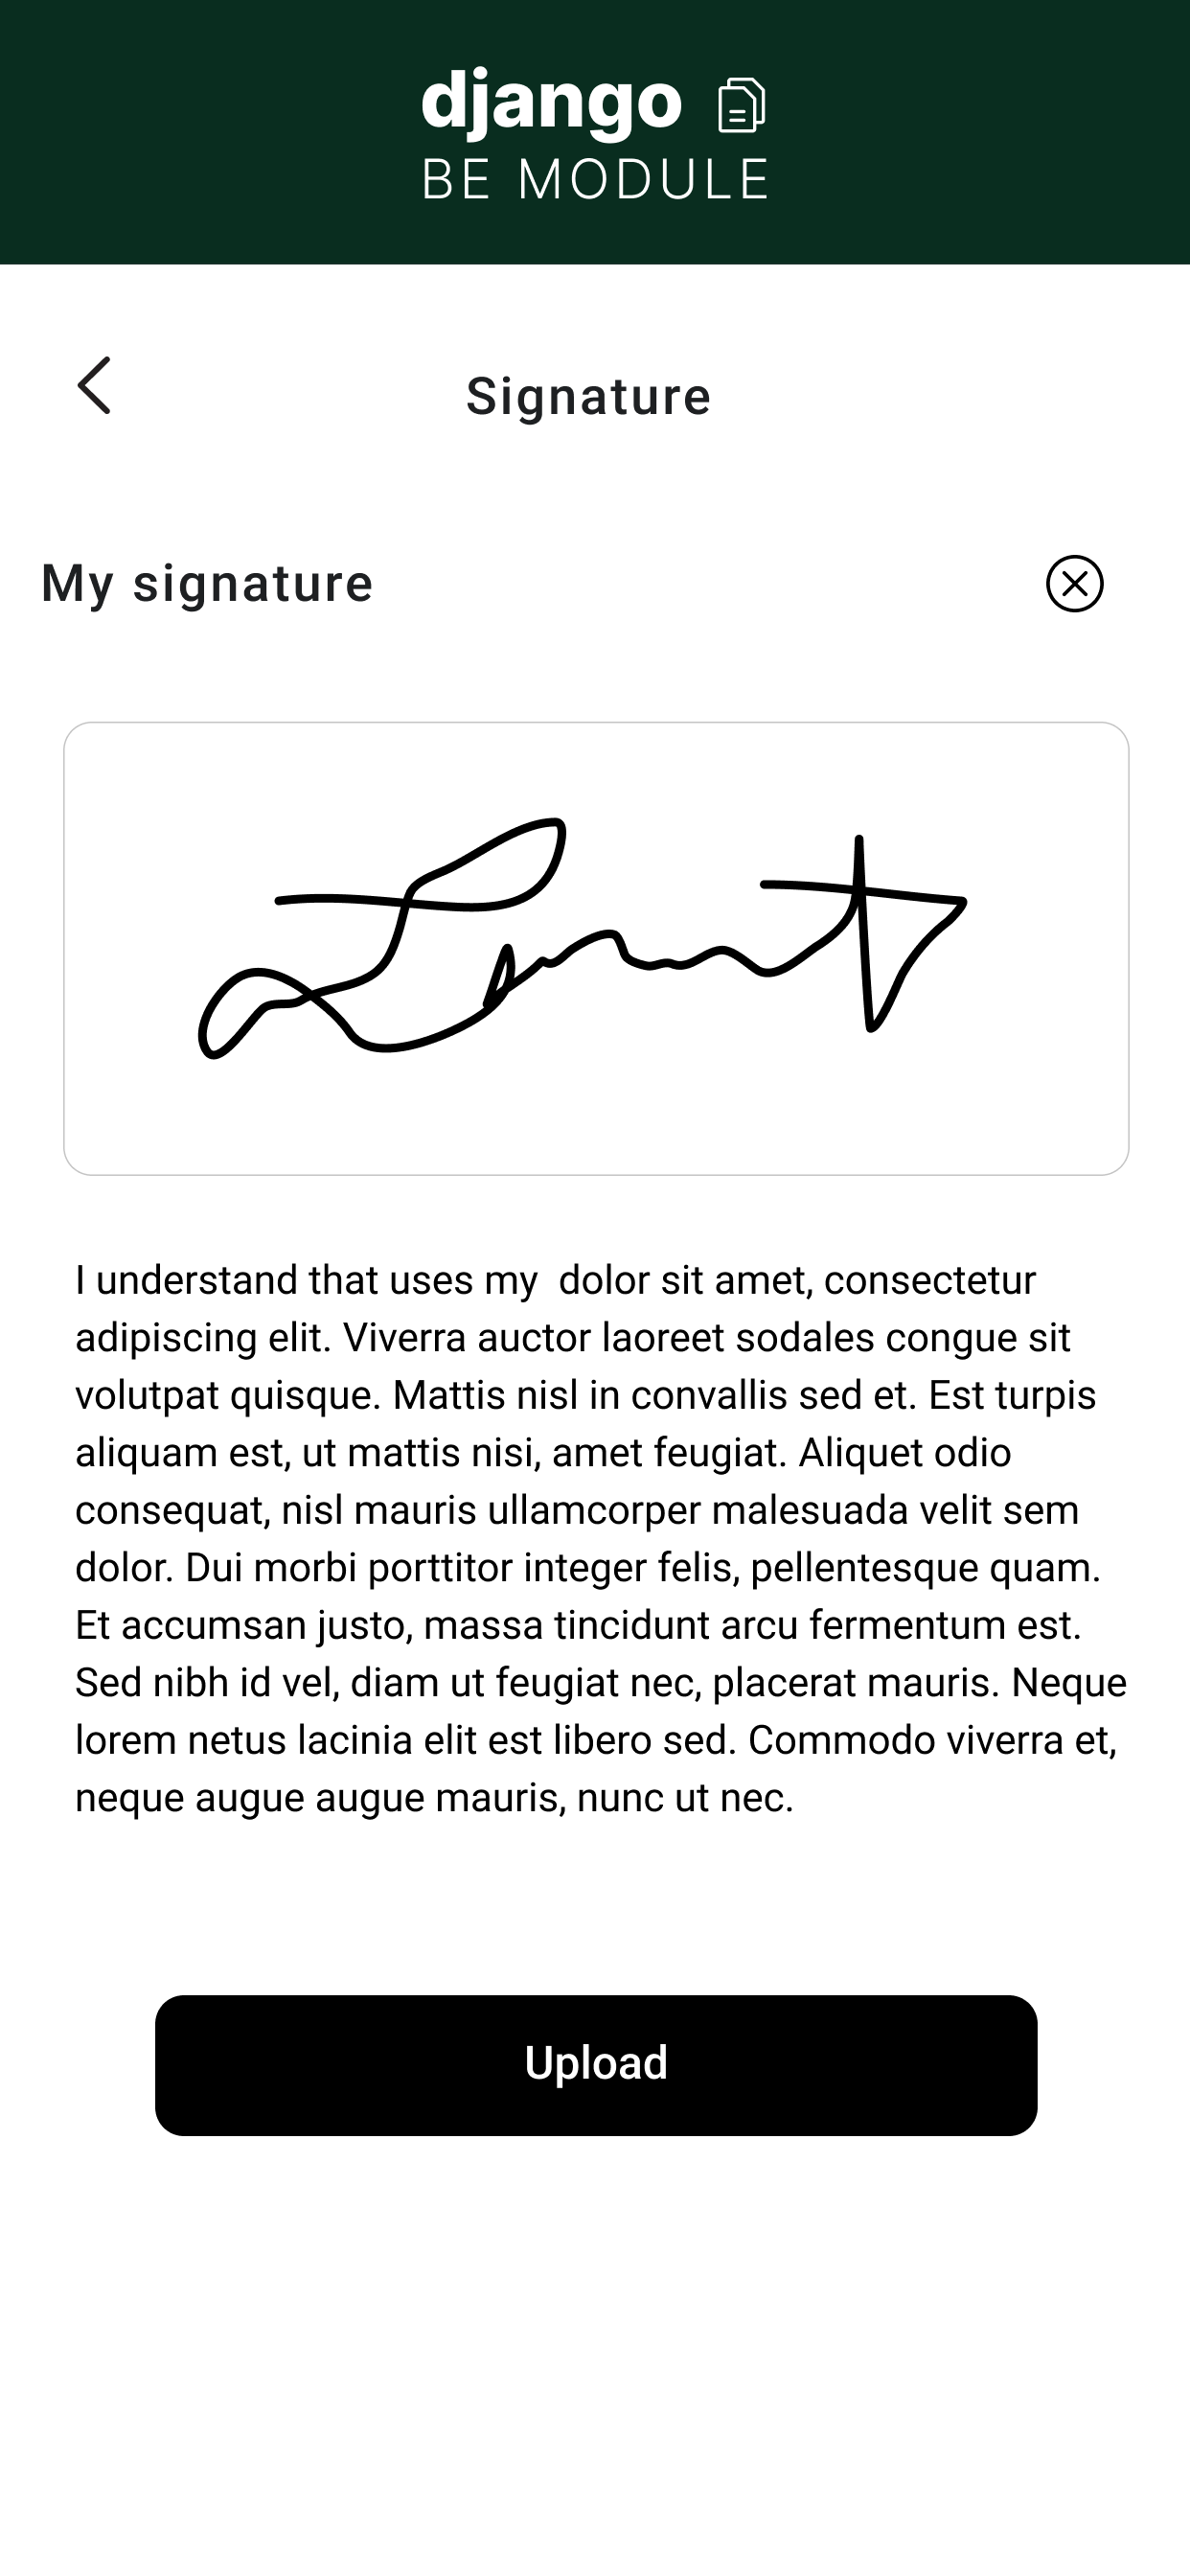 django
BE MODULE
Signature
My signature
I understand that uses my  dolor sit amet, consectetur
adipiscing elit. Viverra auctor laoreet sodales congue sit
volutpat quisque. Mattis nisl in convallis sed et. Est turpis
aliquam est, ut mattis nisi, amet feugiat. Aliquet odio
consequat, nisl mauris ullamcorper malesuada velit sem
dolor. Dui morbi porttitor integer felis, pellentesque quam.
Et accumsan justo, massa tincidunt arcu fermentum est.
Sed nibh id vel, diam ut feugiat nec, placerat mauris. Neque
lorem netus lacinia elit est libero sed. Commodo viverra et,
neque augue augue mauris, nunc ut nec.
Upload